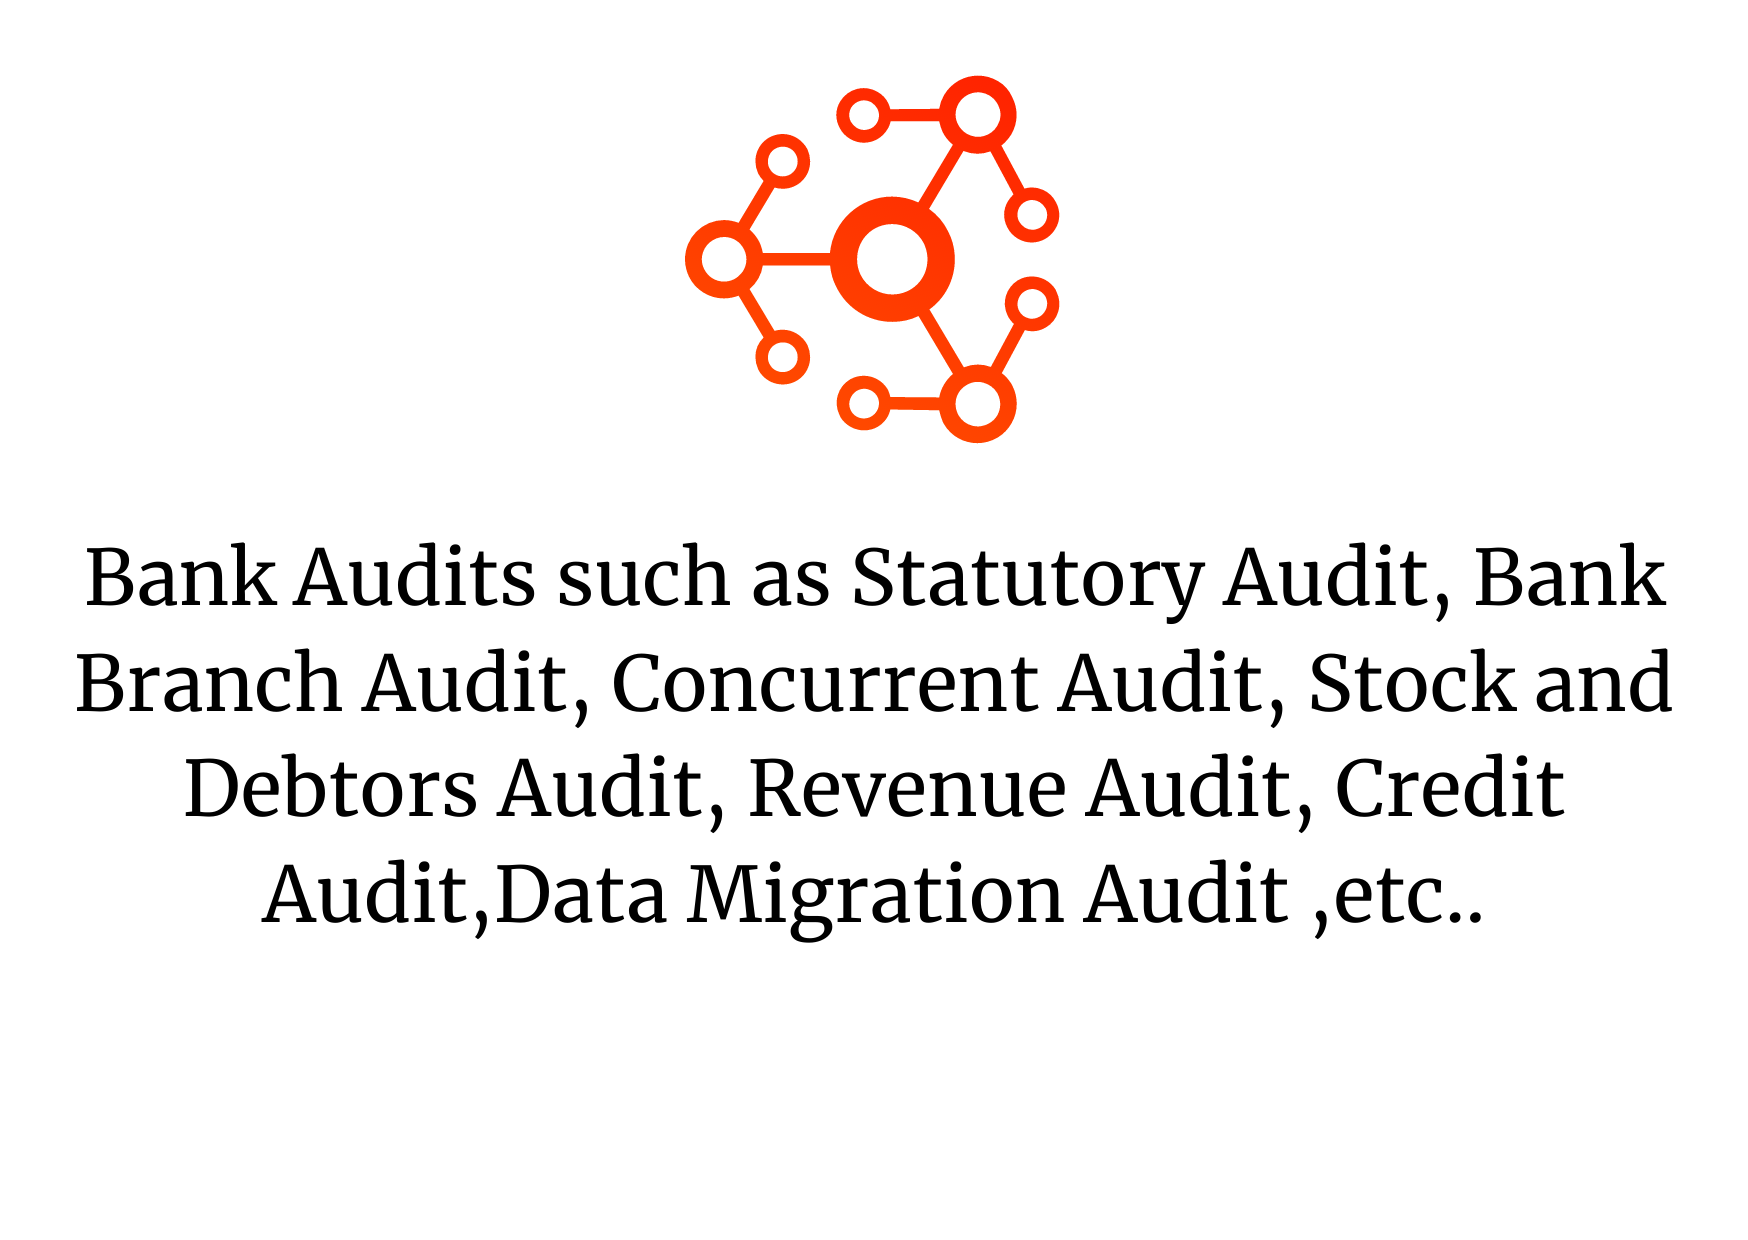 Bank Audits such as Statutory Audit, Bank
Branch Audit, Concurrent Audit, Stock and
Debtors Audit, Revenue Audit, Credit
Audit,Data Migration Audit ,etc..